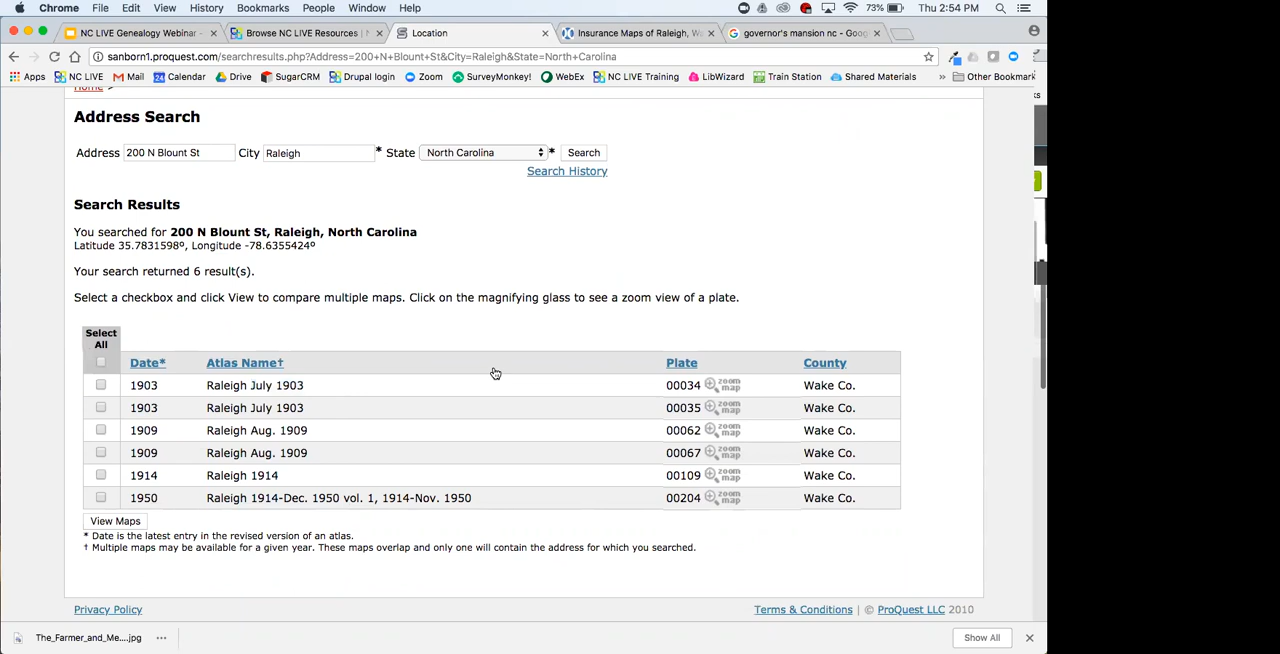 Chrome File Edit View History Bookmarks People Window Help 73% Thu 2:54 PM
NC LIVE Genealogy Webinar - × Browse NC LIVE Resources | × Location × Insurance Maps of Raleigh, W × governor's mansion nc - Goog ×
sanborn1.proquest.com/searchresults.php?Address=200+N+Blount+St&City=Raleigh&State=North+Carolina
Apps NC LIVE Mail Calendar Drive SugarCRM Drupal login Zoom SurveyMonkey! WebEx NC LIVE Training LibWizard Train Station Shared Materials » Other Bookmark
Home >
Address Search
Address 200 N Blount St City Raleigh * State North Carolina * Search
Search History
Search Results
You searched for 200 N Blount St, Raleigh, North Carolina
Latitude 35.7831598º, Longitude -78.6355424º
Your search returned 6 result(s).
Select a checkbox and click View to compare multiple maps. Click on the magnifying glass to see a zoom view of a plate.
Select
All
Date* Atlas Name† Plate County
1903 Raleigh July 1903 00034 zoom map Wake Co.
1903 Raleigh July 1903 00035 zoom map Wake Co.
1909 Raleigh Aug. 1909 00062 zoom map Wake Co.
1909 Raleigh Aug. 1909 00067 zoom map Wake Co.
1914 Raleigh 1914 00109 zoom map Wake Co.
1950 Raleigh 1914-Dec. 1950 vol. 1, 1914-Nov. 1950 00204 zoom map Wake Co.
View Maps
* Date is the latest entry in the revised version of an atlas.
† Multiple maps may be available for a given year. These maps overlap and only one will contain the address for which you searched.
Privacy Policy Terms & Conditions | © ProQuest LLC 2010
The_Farmer_and_Me....jpg ••• Show All ×